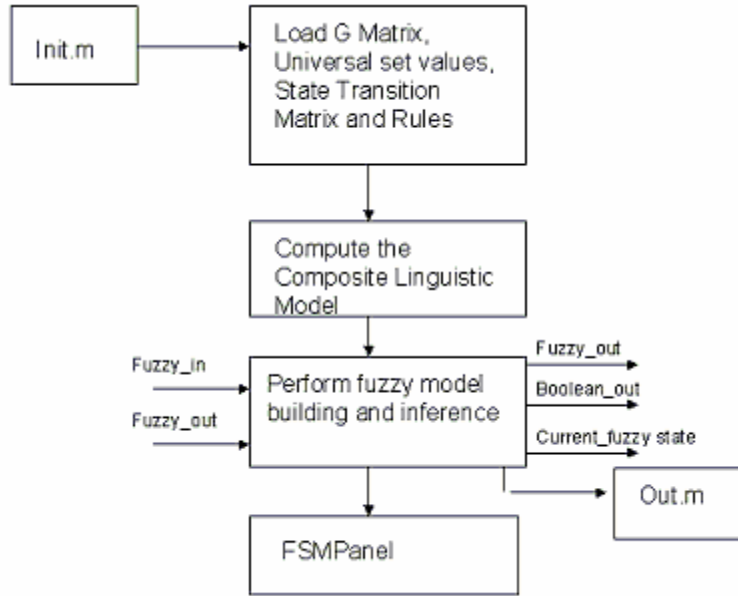 Init.m
Load G Matrix,
Universal set values,
State Transition
Matrix and Rules
Compute the
Composite Linguistic
Model
Fuzzy_in
Fuzzy_out
Perform fuzzy model
building and inference
Fuzzy_out
Boolean_out
Current_fuzzy state
Out.m
FSMPanel